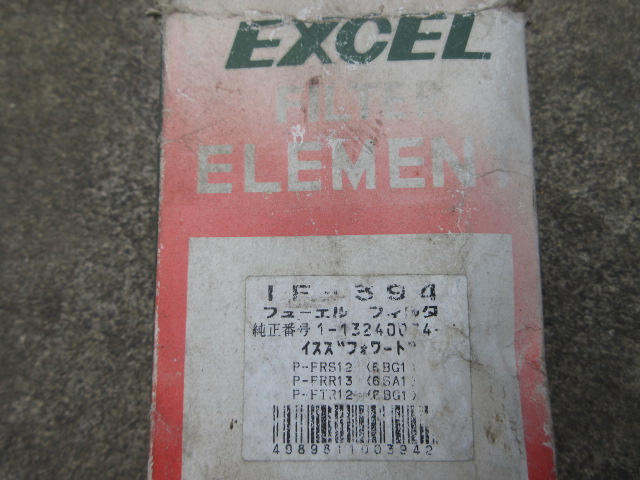 EXCEL
FILTER
ELEMENT
IF-394
フューエル フィルタ
純正番号 1-13240074-
イスズ"フォワード"
P-FRS12 (6BG1)
P-FRR13 (6SA1)
P-FTR12 (6BG1)
4989811003942